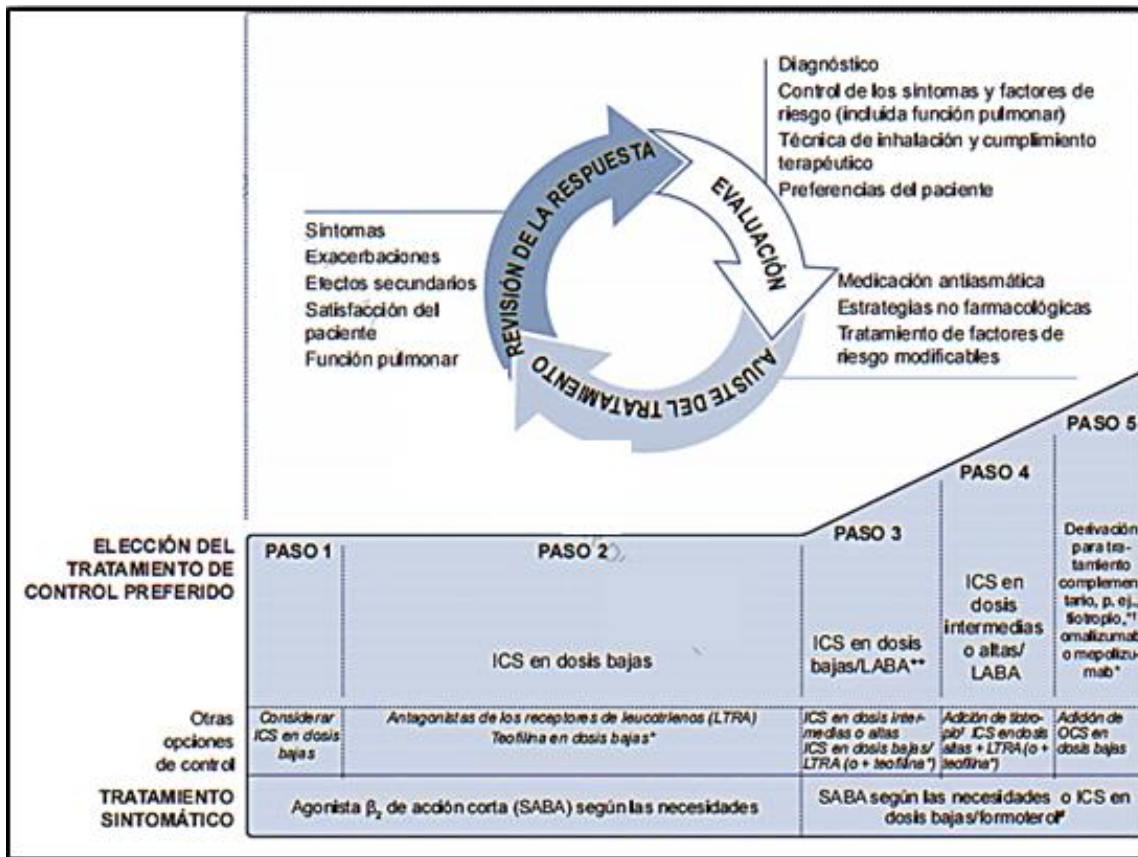 Diagnóstico
Control de los síntomas y factores de
riesgo (incluida función pulmonar)
Técnica de inhalación y cumplimiento
terapéutico
Preferencias del paciente
REVISIÓN DE LA RESPUESTA
EVALUACIÓN
AJUSTE DEL TRATAMIENTO
Síntomas
Exacerbaciones
Efectos secundarios
Satisfacción del
paciente
Función pulmonar
Medicación antiasmática
Estrategias no farmacológicas
Tratamiento de factores de
riesgo modificables
ELECCIÓN DEL
TRATAMIENTO DE
CONTROL PREFERIDO
PASO 1
PASO 2
ICS en dosis bajas
PASO 3
ICS en dosis
bajas/LABA**
PASO 4
ICS en
dosis
intermedias
o altas/
LABA
PASO 5
Derivación
para tra-
tamiento
complemen
tario, p. ej.,
tiotropio,*†
omalizumab
o mepolizu-
mab*
Otras
opciones
de control
Considerar
ICS en dosis
bajas
Antagonistas de los receptores de leucotrienos (LTRA)
Teofilina en dosis bajas*
ICS en dosis inter-
medias o altas
ICS en dosis bajas/
LTRA (o + teofilina*)
Adición de tiotro-
pio† ICS en dosis
altas + LTRA (o +
teofilina*)
Adición de
OCS en
dosis bajas
TRATAMIENTO
SINTOMÁTICO
Agonista β2 de acción corta (SABA) según las necesidades
SABA según las necesidades o ICS en
dosis bajas/formoterol#